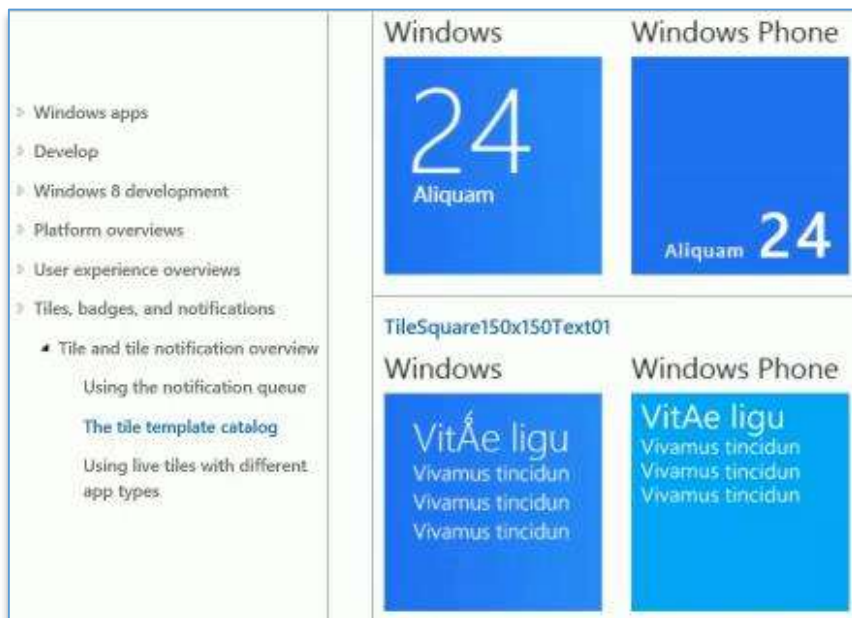 Windows apps
Develop
Windows 8 development
Platform overviews
User experience overviews
Tiles, badges, and notifications
Tile and tile notification overview
Using the notification queue
The tile template catalog
Using live tiles with different
app types
Windows
Windows Phone
24
Aliquam
Aliquam 24
TileSquare150x150Text01
Windows
Windows Phone
VitǺe ligu
Vivamus tincidun
Vivamus tincidun
Vivamus tincidun
VitAe ligu
Vivamus tincidun
Vivamus tincidun
Vivamus tincidun